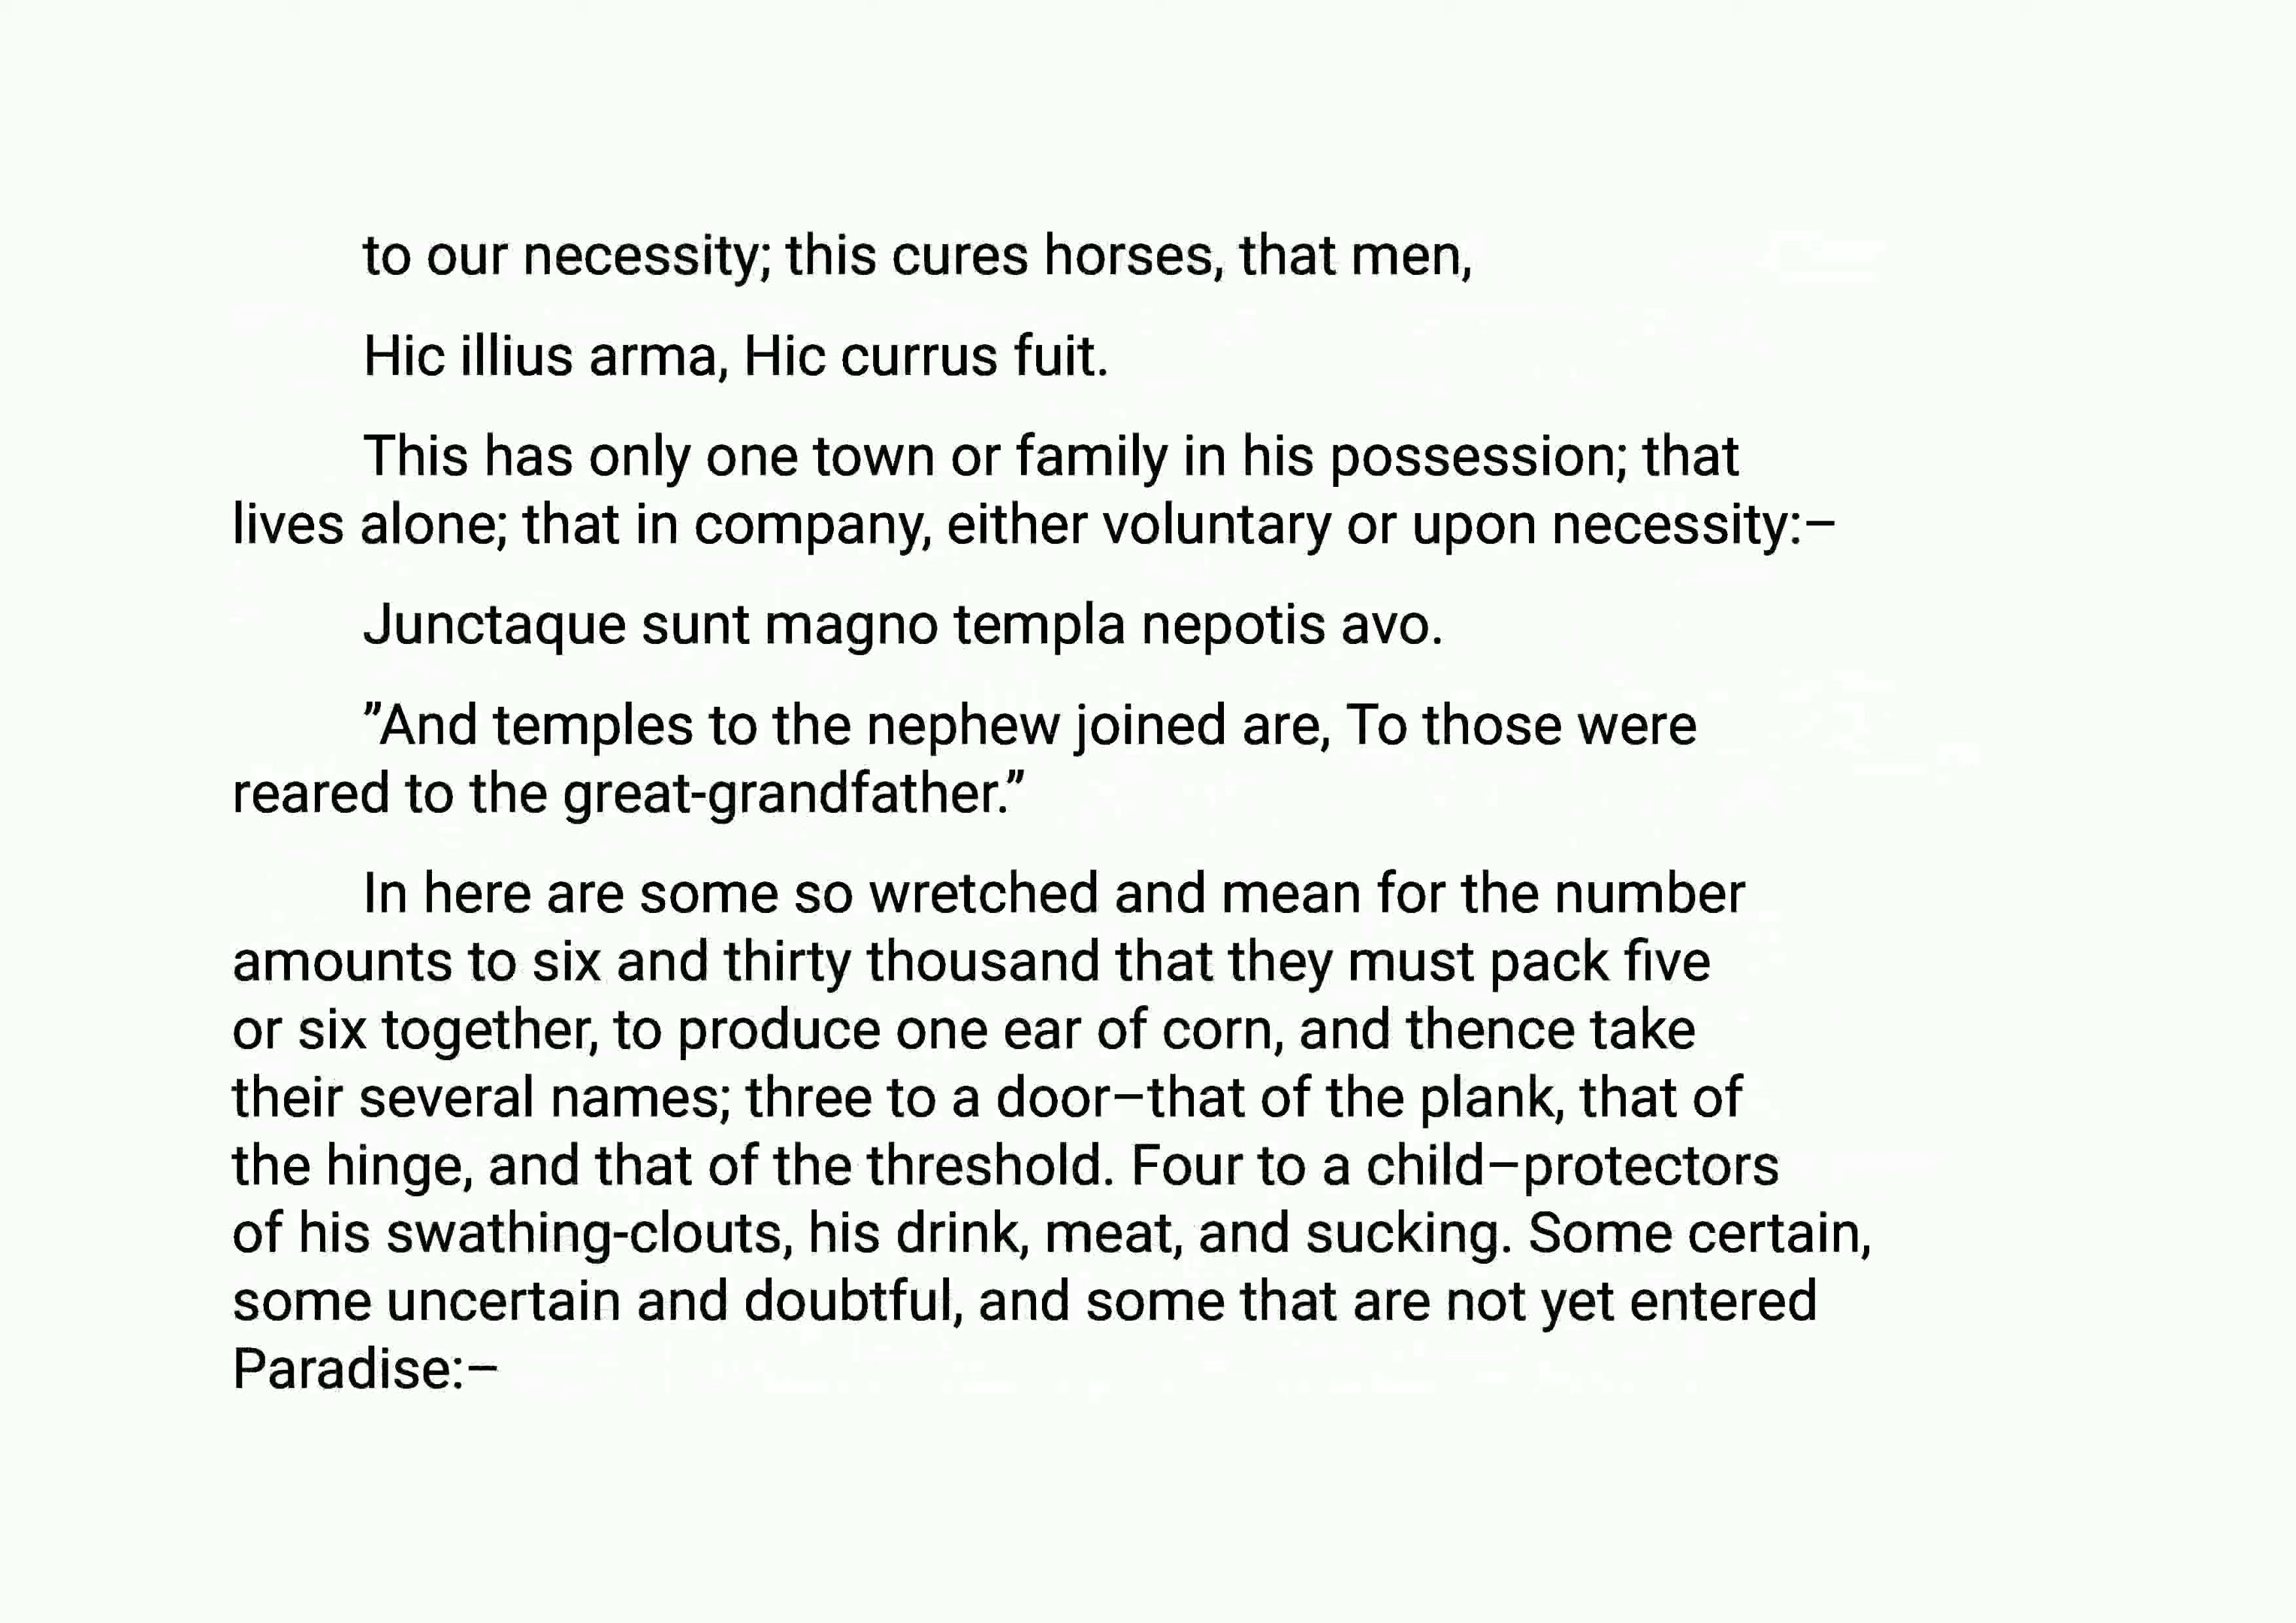 to our necessity; this cures horses, that men,
Hic illius arma, Hic currus fuit.
This has only one town or family in his possession; that
lives alone; that in company, either voluntary or upon necessity:–
Junctaque sunt magno templa nepotis avo.
”And temples to the nephew joined are, To those were
reared to the great-grandfather.”
In here are some so wretched and mean for the number
amounts to six and thirty thousand that they must pack five
or six together, to produce one ear of corn, and thence take
their several names; three to a door–that of the plank, that of
the hinge, and that of the threshold. Four to a child–protectors
of his swathing-clouts, his drink, meat, and sucking. Some certain,
some uncertain and doubtful, and some that are not yet entered
Paradise:–